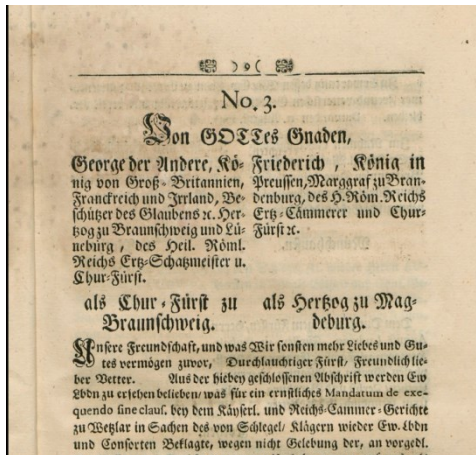 )o(
No. 3.
Von GOTTes Gnaden,
George der Andere, Kö-
nig von Groß-Britannien,
Franckreich und Irrland, Be-
schützer des Glaubens ꝛc. Her-
tzog zu Braunschweig und Lü-
neburg, des Heil. Röml.
Reichs Ertz-Schatzmeister u.
Chur-Fürst.
Friederich, König in
Preussen, Marggraf zu Bran-
denburg, des H. Röm. Reichs
Ertz-Cämmerer und Chur-
Fürst ꝛc.
als Chur-Fürst zu
Braunschweig.
als Hertzog zu Mag-
deburg.
Unsere Freundschaft, und was Wir sonsten mehr Liebes und Gu-
tes vermögen zuvor, Durchlauchtiger Fürst, Freundlich lie-
ber Vetter. Aus der hiebey geschlossenen Abschrift werden Ew
Lbdn zu ersehen belieben, was für ein ernstliches Mandatum de exe-
quendo sine clauf. bey dem Käyserl. und Reichs-Cammer-Gerichte
zu Wetzlar in Sachen des von Schlegel, Klägern wieder Ew. Lbdn
und Consorten Beklagte, wegen nicht Gelebung der, an vorgedl.